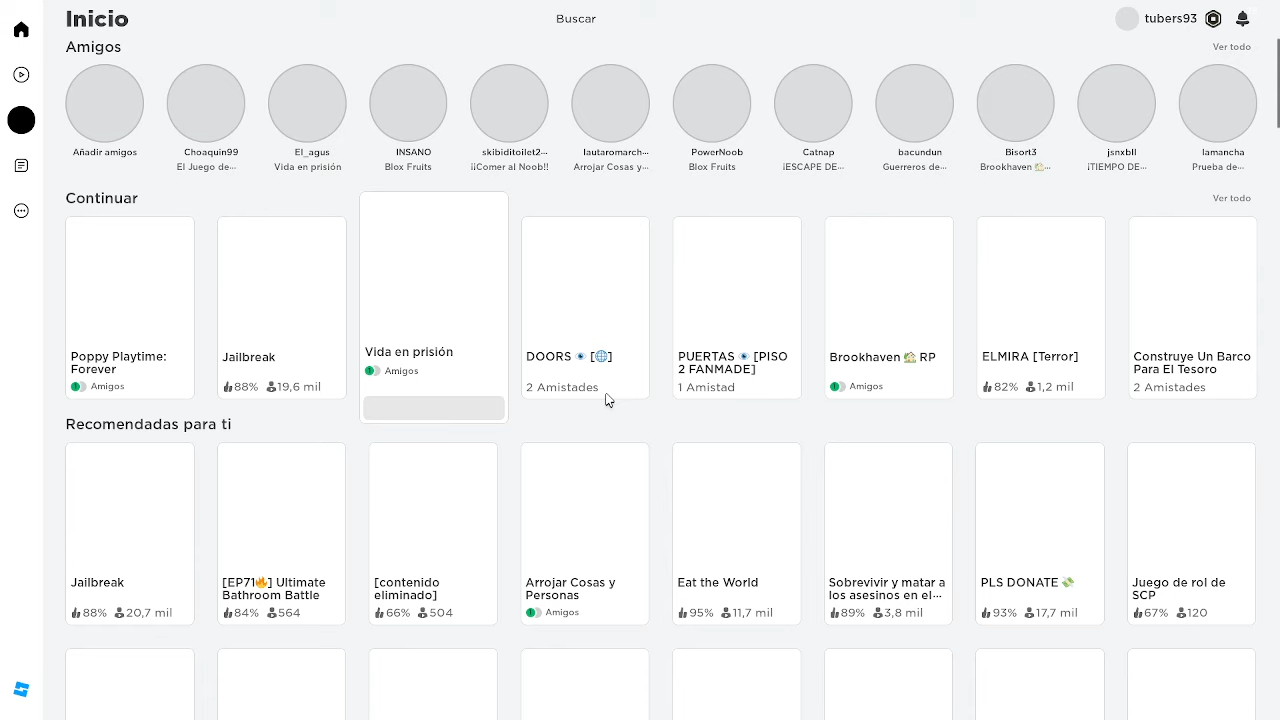 Inicio
Buscar
tubers93
Amigos
Ver todo
Añadir amigos
Choaquin99
El Juego de...
El_agus
Vida en prisión
INSANO
Blox Fruits
skibiditoilet2...
¡¡Comer al Noob!!
lautaromarch...
Arrojar Cosas y...
PowerNoob
Blox Fruits
Catnap
¡ESCAPE DE...
bacundun
Guerreros de...
Bisort3
Brookhaven 🏡...
jsnxbll
¡TIEMPO DE...
lamancha
Prueba de...
Continuar
Ver todo
Poppy Playtime:
Forever
Amigos
Jailbreak
88% 19,6 mil
Vida en prisión
Amigos
DOORS 👁️ [🌐]
2 Amistades
PUERTAS 👁️ [PISO
2 FANMADE]
1 Amistad
Brookhaven 🏡 RP
Amigos
ELMIRA [Terror]
82% 1,2 mil
Construye Un Barco
Para El Tesoro
2 Amistades
Recomendadas para ti
Jailbreak
88% 20,7 mil
[EP71🔥] Ultimate
Bathroom Battle
84% 564
[contenido
eliminado]
66% 504
Arrojar Cosas y
Personas
Amigos
Eat the World
95% 11,7 mil
Sobrevivir y matar a
los asesinos en el...
89% 3,8 mil
PLS DONATE 💸
93% 17,7 mil
Juego de rol de
SCP
67% 120